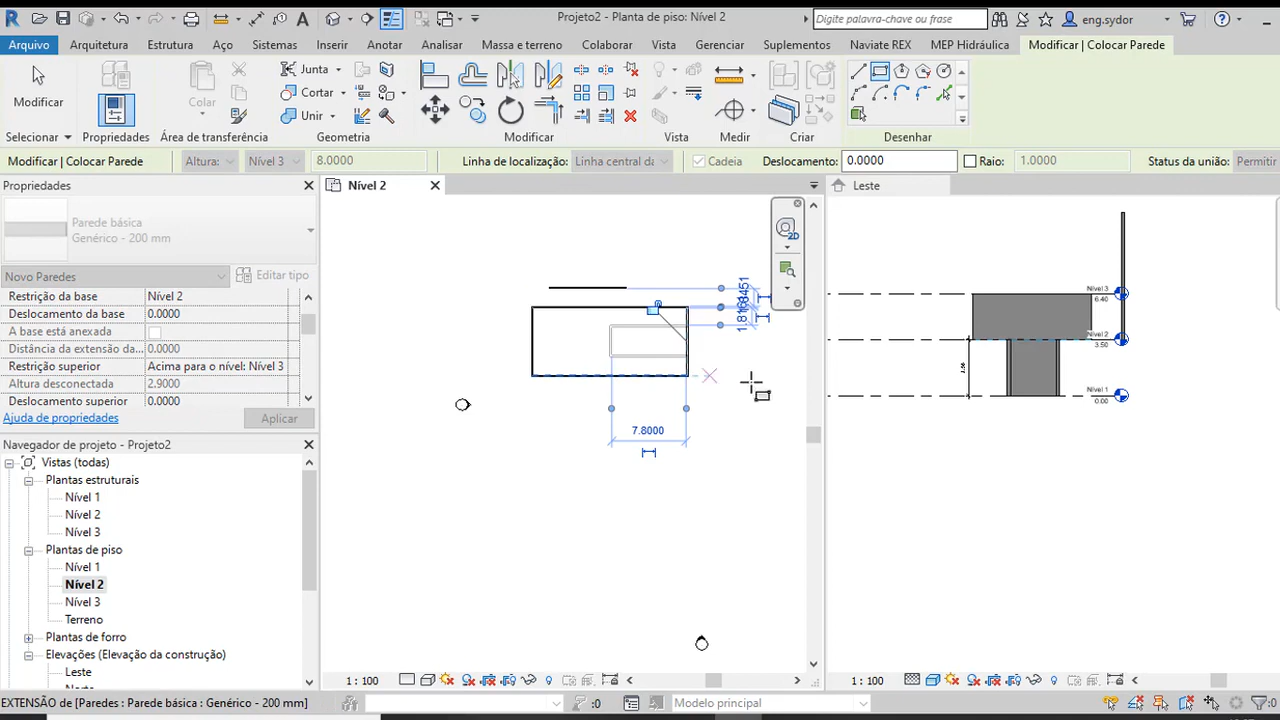 Projeto2 - Planta de piso: Nível 2
Digite palavra-chave ou frase
eng.sydor
Arquivo
Arquitetura
Estrutura
Aço
Sistemas
Inserir
Anotar
Analisar
Massa e terreno
Colaborar
Vista
Gerenciar
Suplementos
Naviate REX
MEP Hidráulica
Modificar | Colocar Parede
Modificar
Propriedades
Colar
Junta
Cortar
Unir
Selecionar
Propriedades
Área de transferência
Geometria
Modificar
Vista
Medir
Criar
Desenhar
Modificar | Colocar Parede
Altura:
Nível 3
8.0000
Linha de localização:
Linha central da
Cadeia
Deslocamento:
0.0000
Raio:
1.0000
Status da união:
Permitir
Propriedades
Parede básica
Genérico - 200 mm
Novo Paredes
Editar tipo
Restrição da base
Nível 2
Deslocamento da base
0.0000
A base está anexada
Distância da extensão da...
0.0000
Restrição superior
Acima para o nível: Nível 3
Altura desconectada
2.9000
Deslocamento superior
0.0000
Ajuda de propriedades
Aplicar
Navegador de projeto - Projeto2
Vistas (todas)
Plantas estruturais
Nível 1
Nível 2
Nível 3
Plantas de piso
Nível 1
Nível 2
Nível 3
Terreno
Plantas de forro
Elevações (Elevação da construção)
Leste
Nível 2
2D
7.8000
1 : 100
Leste
Nível 3
6.40
Nível 2
3.50
Nível 1
0.00
1 : 100
EXTENSÃO de [Paredes : Parede básica : Genérico - 200 mm]
:0
Modelo principal
:0